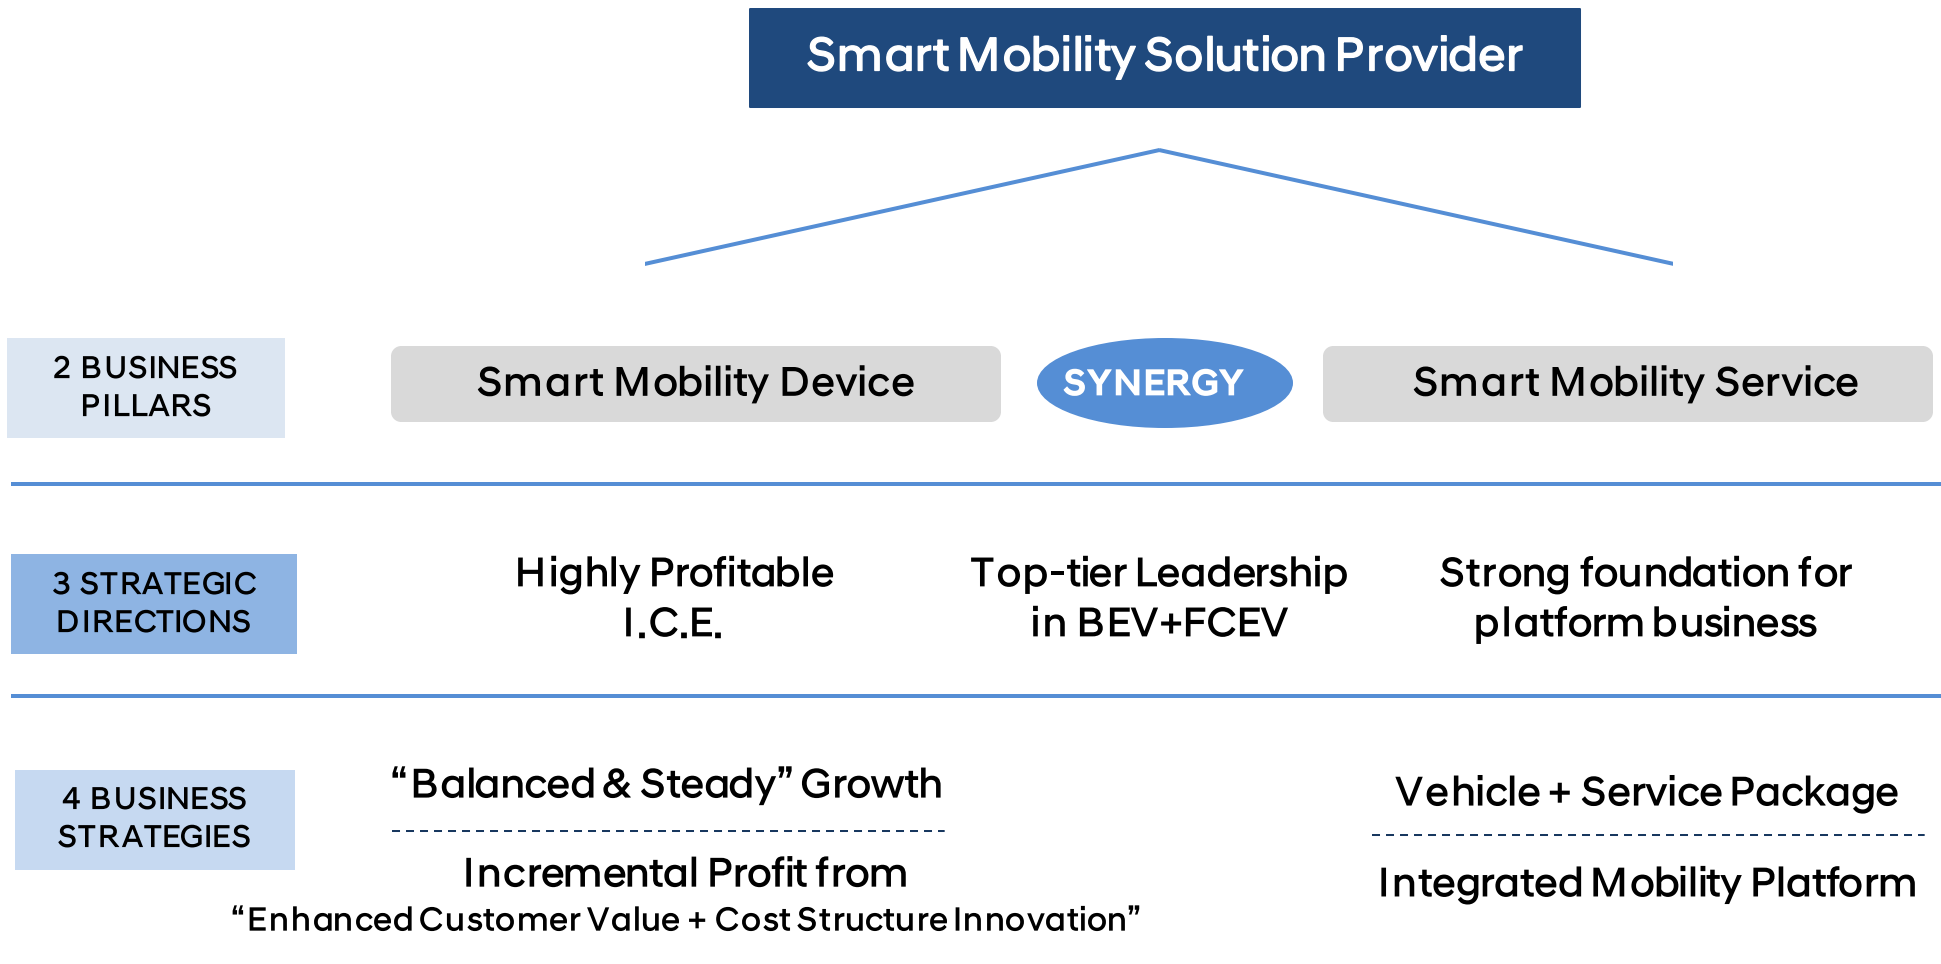 Smart Mobility Solution Provider
2 BUSINESS
PILLARS
Smart Mobility Device
SYNERGY
Smart Mobility Service
3 STRATEGIC
DIRECTIONS
Highly Profitable
I.C.E.
Top-tier Leadership
in BEV+FCEV
Strong foundation for
platform business
4 BUSINESS
STRATEGIES
“Balanced & Steady” Growth
Incremental Profit from
“Enhanced Customer Value + Cost Structure Innovation”
Vehicle + Service Package
Integrated Mobility Platform